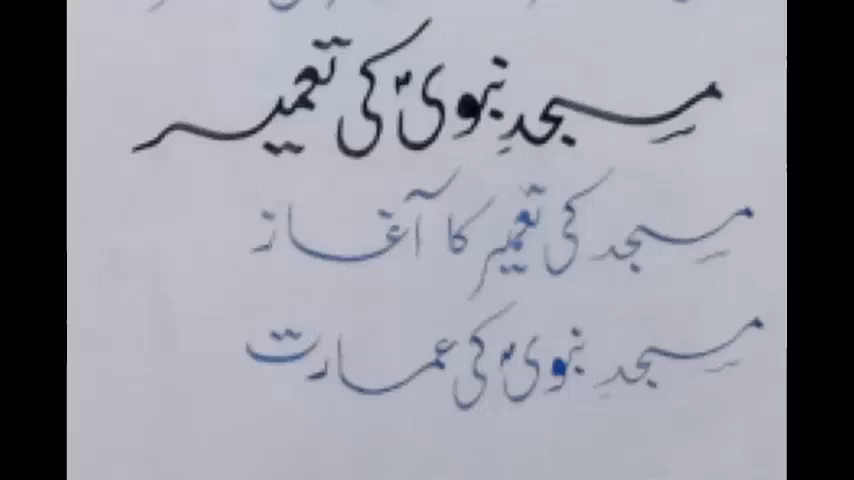 مسجدِ نبویؐ کی تعمیر
مسجد کی تعمیر کا آغاز
مسجدِ نبویؐ کی عمارت